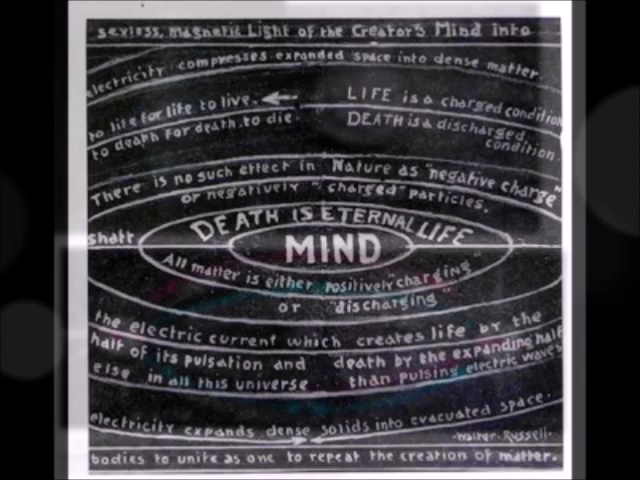 sexless, magnetic Light of the Creator's Mind into
electricity compresses expanded space into dense matter.
to life for life to live.
LIFE is a charged condition
to death for death to die.
DEATH is a discharged
condition.
There is no such effect in Nature as "negative charge"
or negatively "charged" particles.
DEATH IS ETERNAL LIFE
shaft
MIND
All matter is either positively "charging"
or "discharging"
the electric current which creates life by the
half of its pulsation and death by the expanding half
else in all this universe than pulsing electric waves
electricity expands dense solids into evacuated space.
Walter Russell.
bodies to unite as one to repeat the creation of matter.